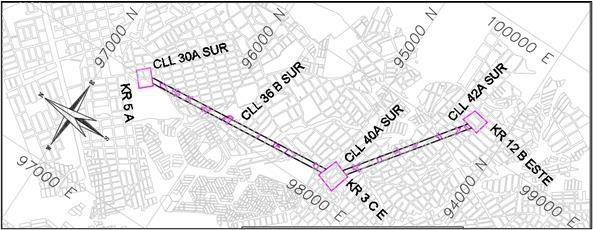 97000 N
96000 N
95000 N
100000 E
CLL 30A SUR
KR 5 A
CLL 36 B SUR
CLL 40A SUR
CLL 42A SUR
KR 12 B ESTE
KR 3 C E
97000 E
98000 E
94000 N
99000 E